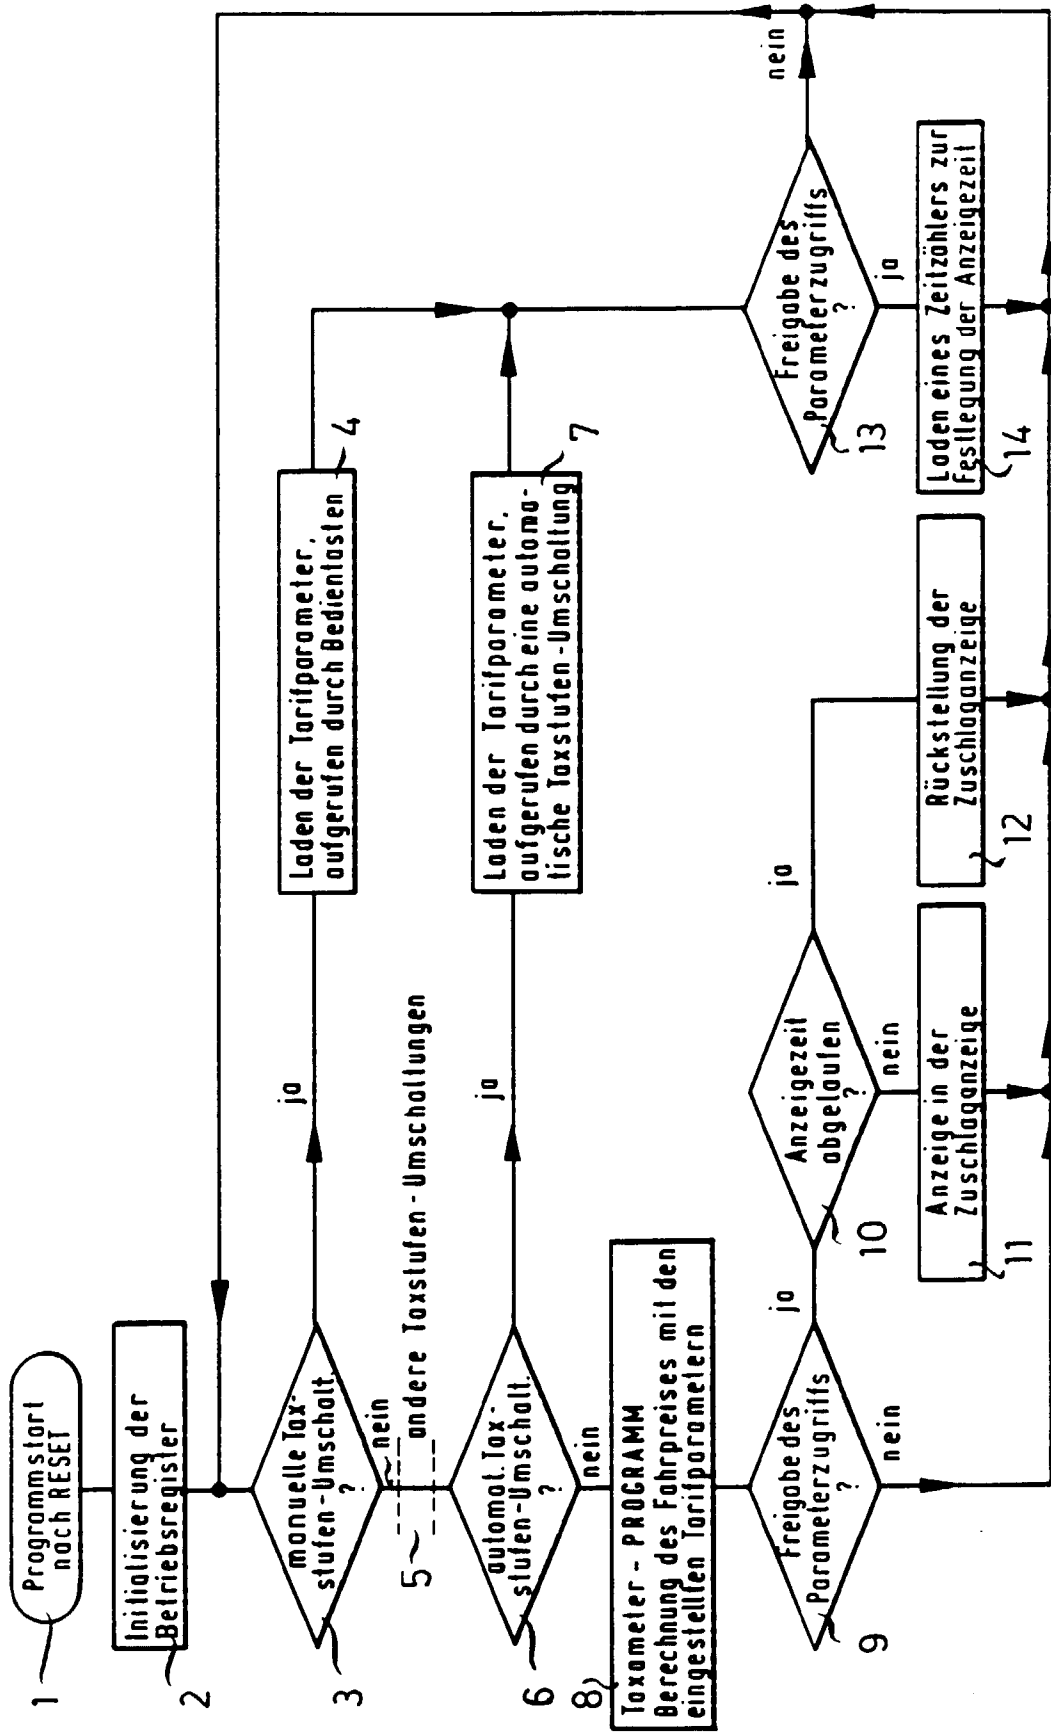 1
Programmstart
nach RESET
2
Initialisierung der
Betriebsregister
3
manuelle Tax-
stufen-Umschalt.
?
ja
nein
4
Laden der Tarifparameter,
aufgerufen durch Bedientasten
5
andere Taxstufen-Umschaltungen
6
automat. Tax-
stufen-Umschalt.
?
ja
nein
7
Laden der Tarifparameter,
aufgerufen durch eine automa-
tische Taxstufen-Umschaltung
8
Taxameter-PROGRAMM
Berechnung des Fahrpreises mit den
eingestellten Tarifparametern
9
Freigabe des
Parameterzugriffs
?
ja
nein
10
Anzeigezeit
abgelaufen
?
ja
nein
11
Anzeige in der
Zuschlaganzeige
12
Rückstellung der
Zuschlaganzeige
13
Freigabe des
Parameterzugriffs
?
nein
ja
14
Laden eines Zeitzählers zur
Festlegung der Anzeigezeit